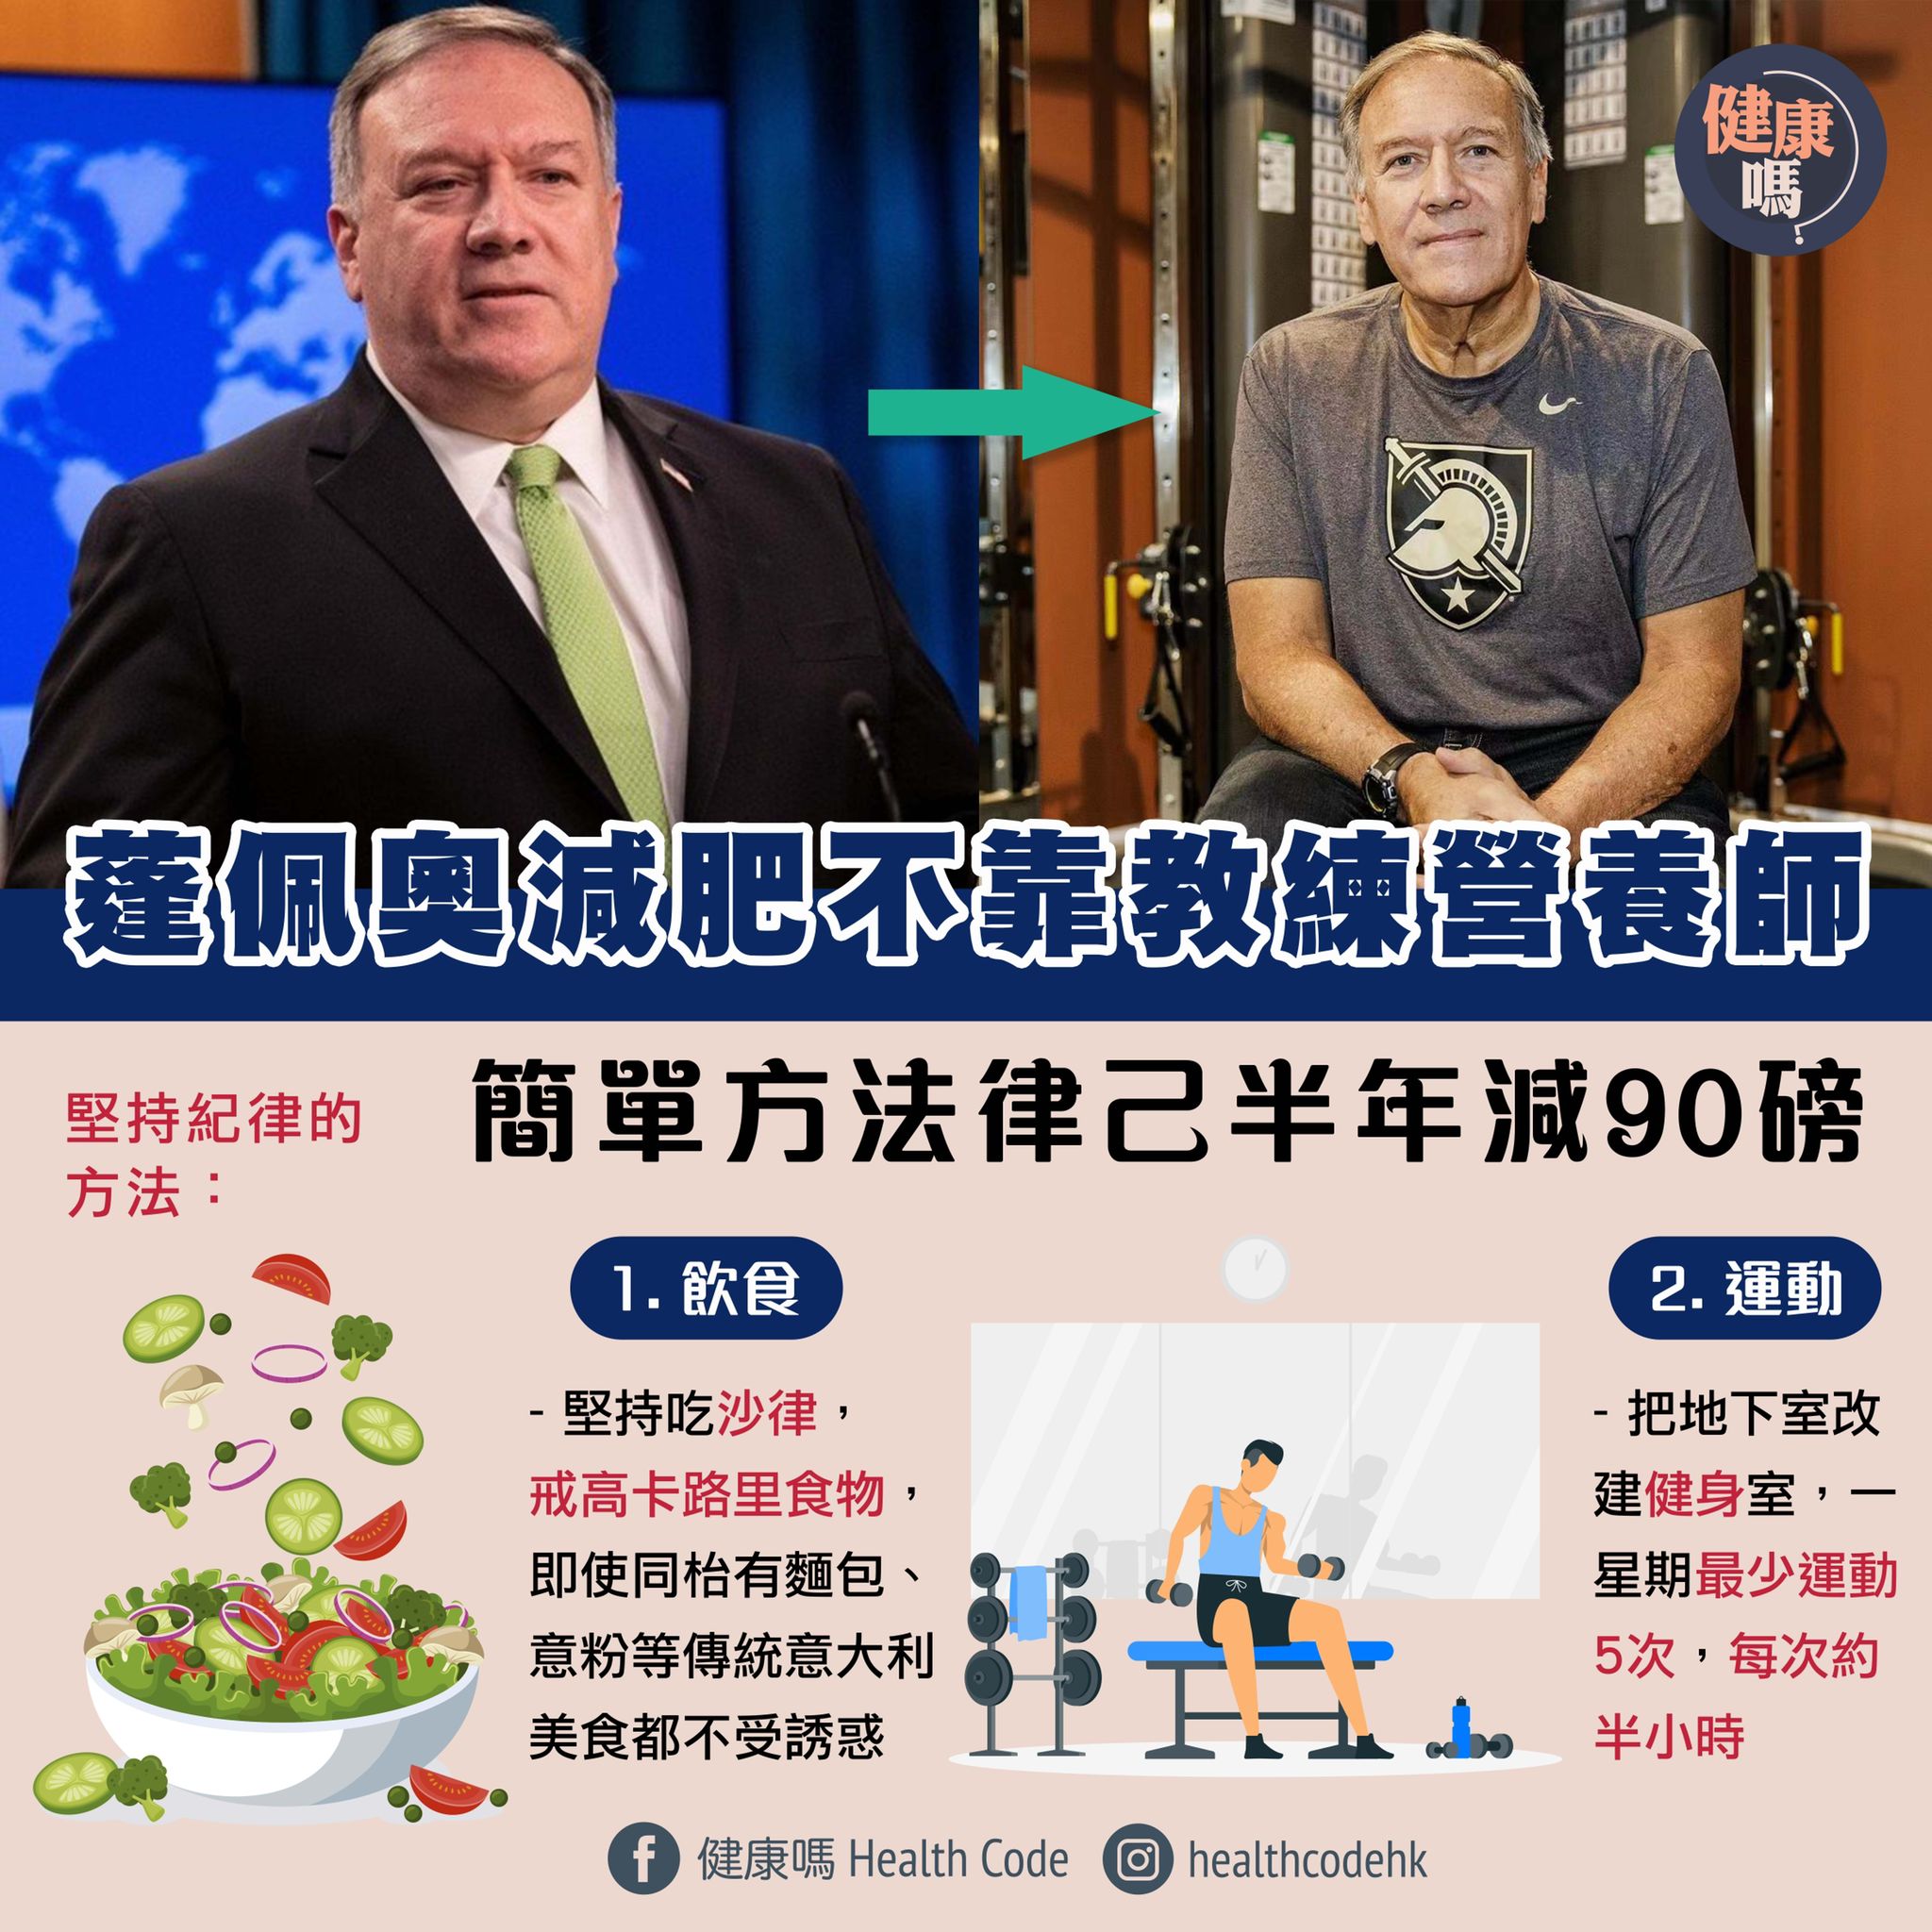 健康
嗎?
蓬佩奧減肥不靠教練營養師
簡單方法律己半年減90磅
堅持紀律的
方法：
1. 飲食
- 堅持吃沙律，
戒高卡路里食物，
即使同枱有麵包、
意粉等傳統意大利
美食都不受誘惑
2. 運動
- 把地下室改
建健身室，一
星期最少運動
5次，每次約
半小時
健康嗎 Health Code
healthcodehk